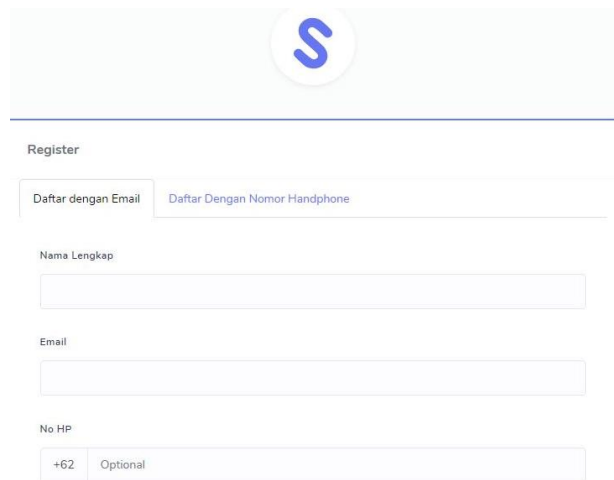 Register
Daftar dengan Email Daftar Dengan Nomor Handphone
Nama Lengkap
Email
No HP
+62 Optional